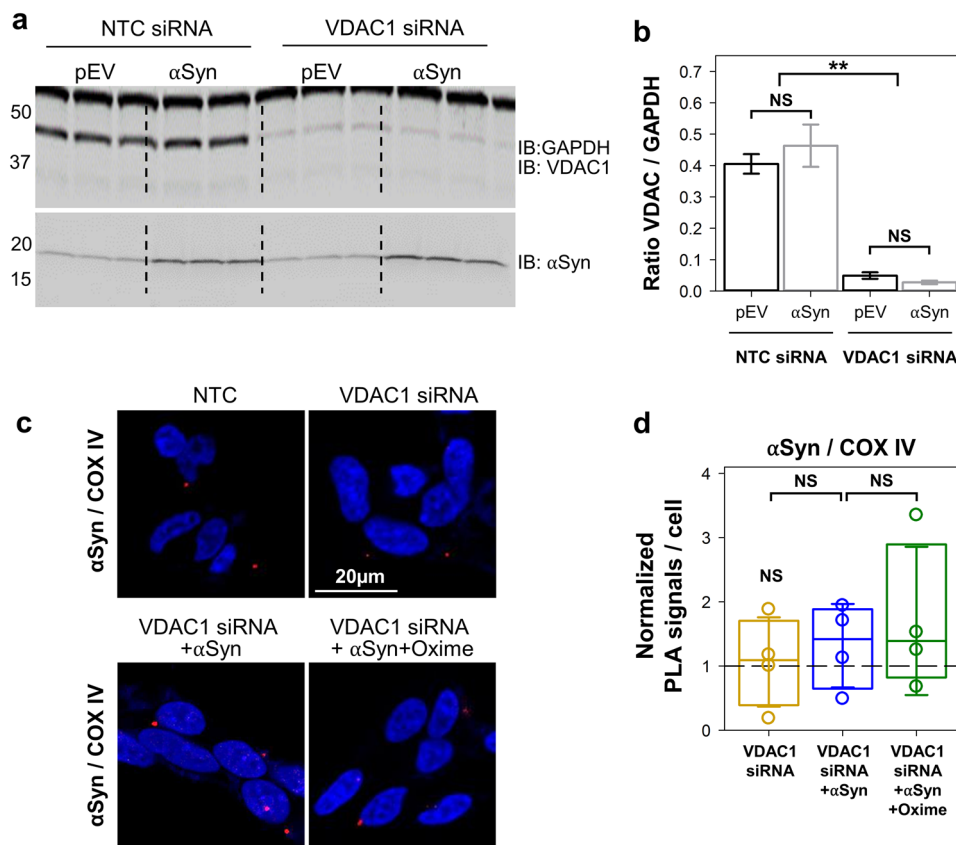 a
NTC siRNA VDAC1 siRNA
pEV αSyn pEV αSyn
50
37
IB:GAPDH
IB: VDAC1
20
15
IB: αSyn
b
Ratio VDAC / GAPDH
0.7
0.6
0.5
0.4
0.3
0.2
0.1
0.0
**
NS
NS
pEV αSyn pEV αSyn
NTC siRNA VDAC1 siRNA
c
NTC VDAC1 siRNA
αSyn / COX IV
20μm
VDAC1 siRNA
+αSyn
VDAC1 siRNA
+ αSyn+Oxime
αSyn / COX IV
d
αSyn / COX IV
Normalized
PLA signals / cell
4
3
2
1
0
NS NS
NS
VDAC1
siRNA
VDAC1
siRNA
+αSyn
VDAC1
siRNA
+αSyn
+Oxime